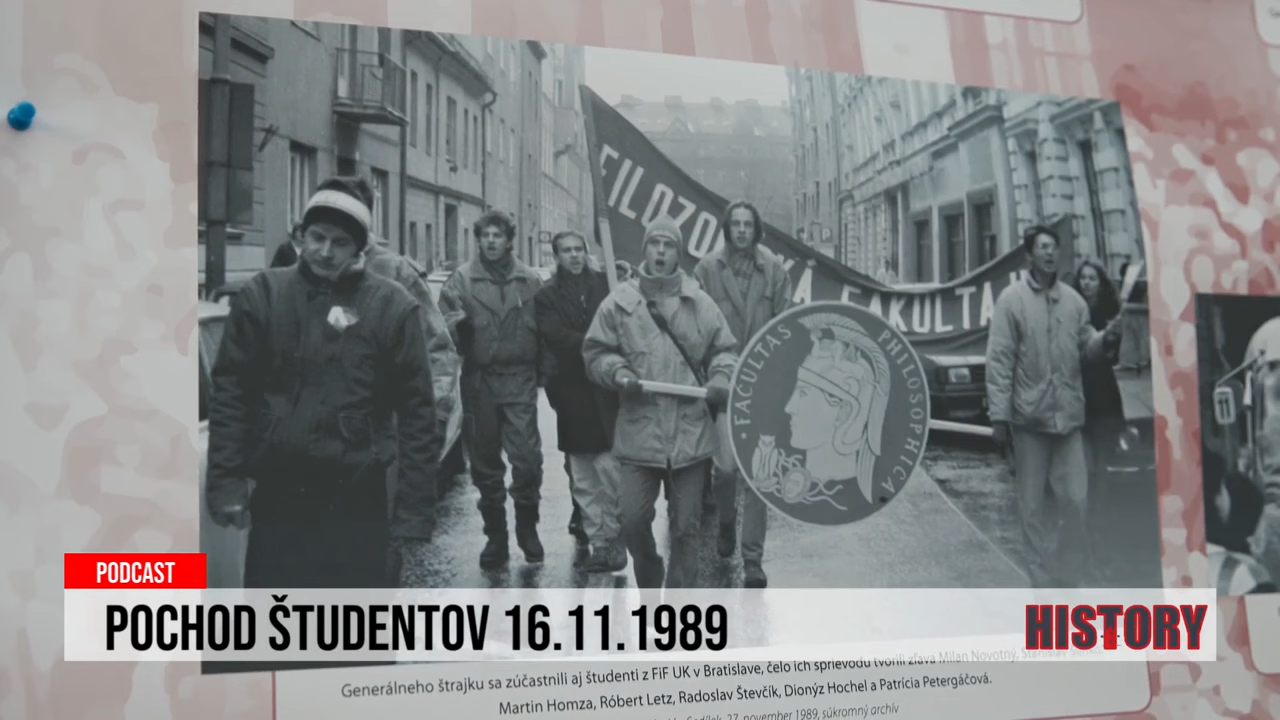 FILOZO
KÁ FAKULTA
• FACULTAS PHILOSOPHICA
PODCAST
POCHOD ŠTUDENTOV 16.11.1989
HISTORY
Generálneho štrajku sa zúčastnili aj študenti z FiF UK v Bratislave, čelo ich sprievodu tvorili zľava Milan Novotný,
Martin Homza, Róbert Letz, Radoslav Števčík, Dionýz Hochel a Patrícia Petergáčová.
27. november 1989, súkromný archív